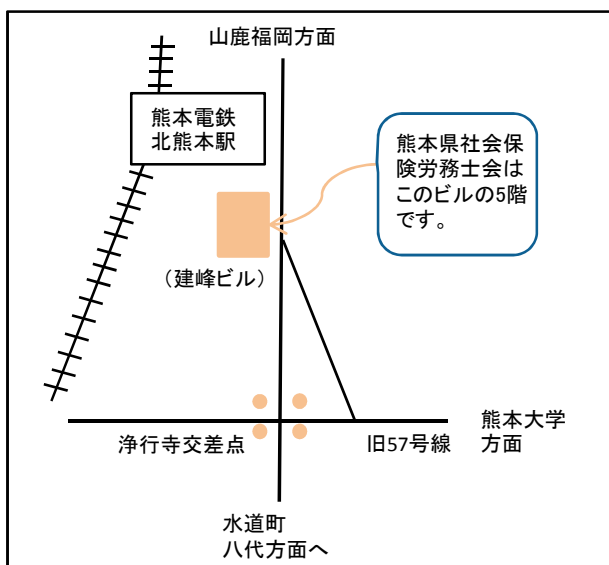 山鹿福岡方面
熊本電鉄
北熊本駅
熊本県社会保
険労務士会は
このビルの5階
です。
（建峰ビル）
浄行寺交差点
旧57号線
熊本大学
方面
水道町
八代方面へ